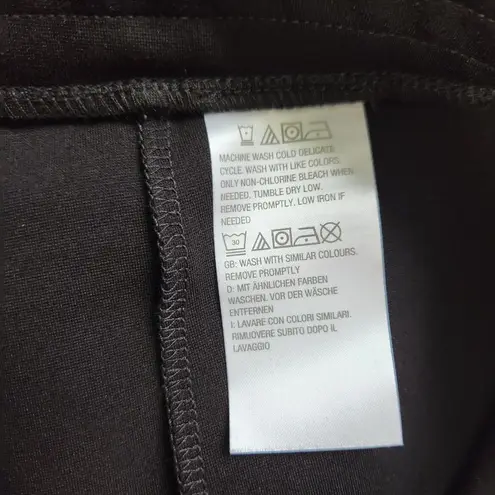 MACHINE WASH COLD DELICATE
CYCLE. WASH WITH LIKE COLORS.
ONLY NON-CHLORINE BLEACH WHEN
NEEDED. TUMBLE DRY LOW.
REMOVE PROMPTLY. LOW IRON IF
NEEDED
30
GB: WASH WITH SIMILAR COLOURS.
REMOVE PROMPTLY
D: MIT ÄHNLICHEN FARBEN
WASCHEN. VOR DER WÄSCHE
ENTFERNEN
I: LAVARE CON COLORI SIMILARI.
RIMUOVERE SUBITO DOPO IL
LAVAGGIO